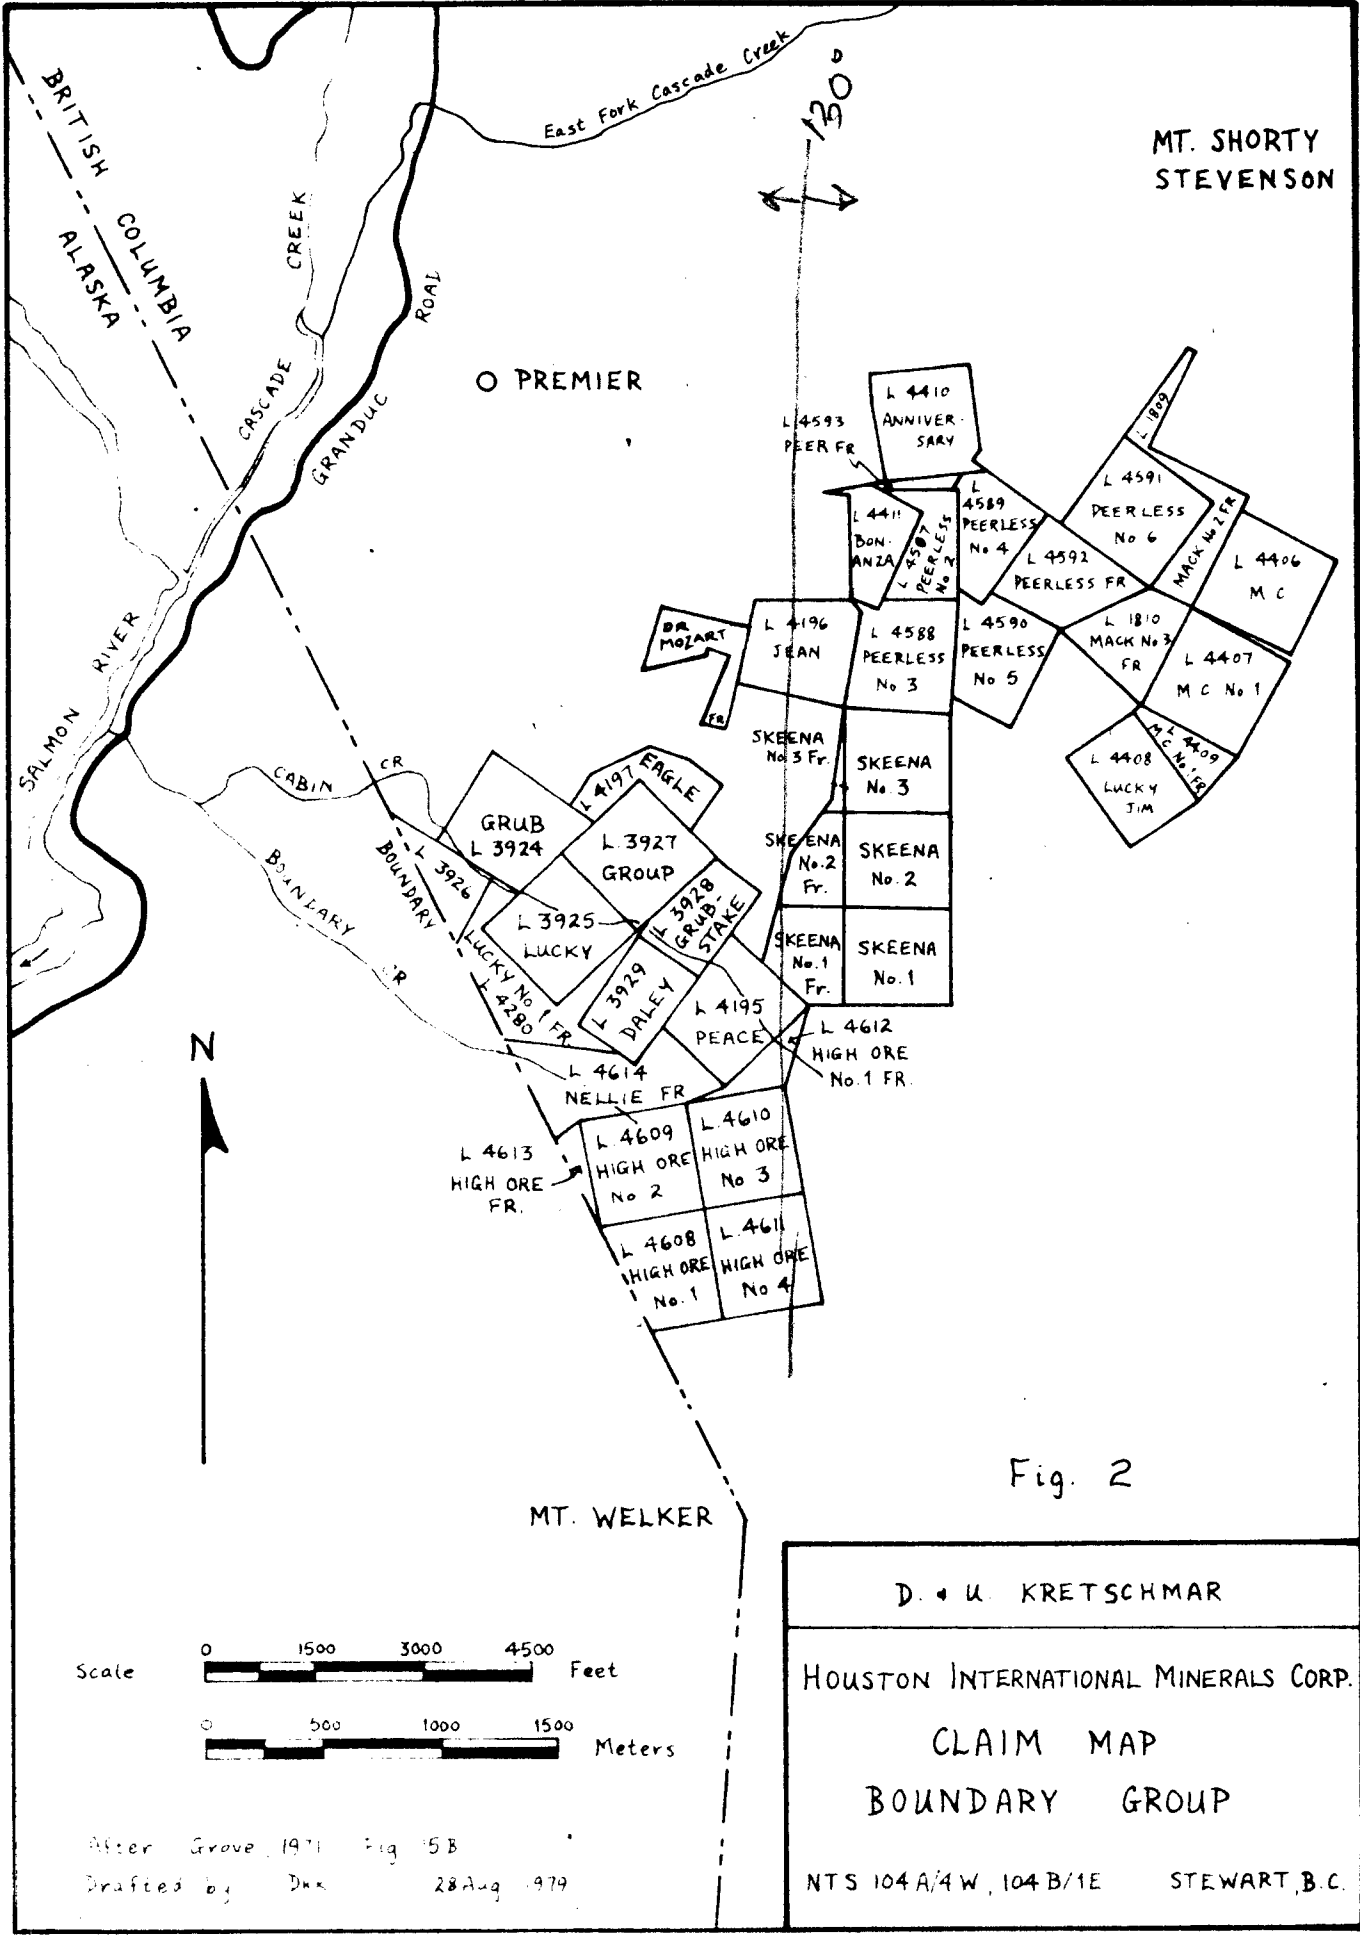 BRITISH COLUMBIA
ALASKA
CASCADE CREEK
East Fork Cascade Creek
130°
MT. SHORTY
STEVENSON
GRANDUC ROAD
PREMIER
SALMON RIVER
L 4593
PEER FR
L 4410
ANNIVER-
SARY
L 1809
L 4411
BON-
ANZA
L 4587
PEERLESS
No 2
L
4589
PEERLESS
No 4
L 4591
PEERLESS
No 6
MACK No 2 FR
L 4592
PEERLESS FR
L 4406
M C
DR
MOZART
FR
L 4196
JEAN
L 4588
PEERLESS
No 3
L 4590
PEERLESS
No 5
L 1810
MACK No 3
FR
L 4407
M C No 1
L 4409
M C No 1 FR
L 4408
LUCKY
JIM
SKEENA
No 3 Fr.
SKEENA
No. 3
SKEENA
No. 2
Fr.
SKEENA
No. 2
SKEENA
No. 1
Fr.
SKEENA
No. 1
CABIN CR
BOUNDARY CR
BOUNDARY
L 4197 EAGLE
GRUB
L 3924
L. 3927
GROUP
L 3926
L 3925
LUCKY
L 3928
GRUB-
STAKE
LUCKY No 1 FR
L 4280
L 3929
DALEY
L 4195
PEACE
L 4612
HIGH ORE
No. 1 FR.
L 4614
NELLIE FR
L 4613
HIGH ORE
FR.
L. 4609
HIGH ORE
No 2
L. 4610
HIGH ORE
No 3
L 4608
HIGH ORE
No. 1
L. 4611
HIGH ORE
No 4
N
MT. WELKER
Fig. 2
Scale
0 1500 3000 4500 Feet
0 500 1000 1500 Meters
After Grove 1971 Fig 5B
Drafted by 28 Aug 1979
D. & U. KRETSCHMAR
HOUSTON INTERNATIONAL MINERALS CORP.
CLAIM MAP
BOUNDARY GROUP
NTS 104 A/4 W, 104 B/1E STEWART, B.C.